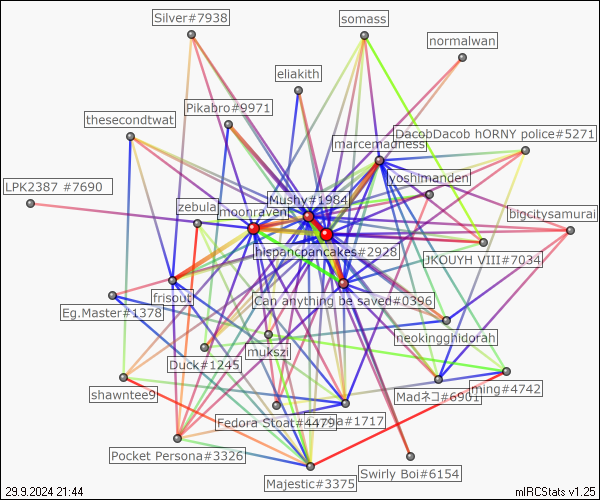 Silver#7938
somass
normalwan
eliakith
Pikabro#9971
thesecondtwat
marcemadness
DacobDacob hORNY police#5271
yoshimanden
LPK2387 #7690
Mushy#1984
zebula
moonraven
bigcitysamurai
hispancpancakes#2928
JKOUYH VIII#7034
frisout
Can anything be saved#0396
Eg.Master#1378
neokingghidorah
mukszi
Duck#1245
shawntee9
Madネコ#6901
ming#4742
Fedora Stoat#4479
a#1717
Pocket Persona#3326
Swirly Boi#6154
Majestic#3375
29.9.2024 21:44
mIRCStats v1.25